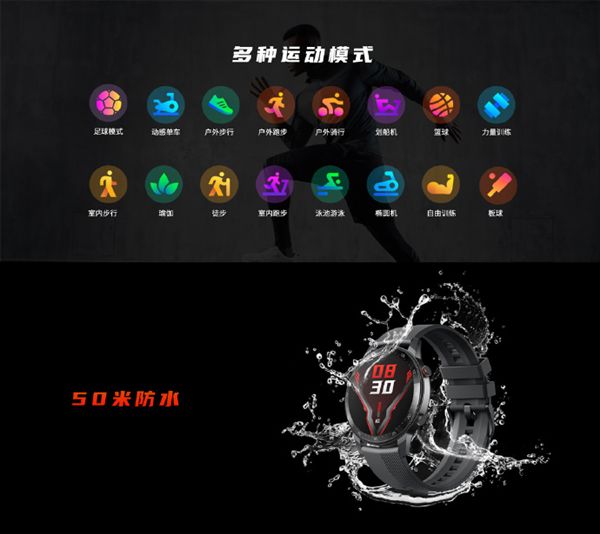 多种运动模式
足球模式 动感单车 户外步行 户外跑步 户外骑行 划船机 篮球 力量训练
室内步行 瑜伽 徒步 室内跑步 泳池游泳 椭圆机 自由训练 板球
50米防水
08
30